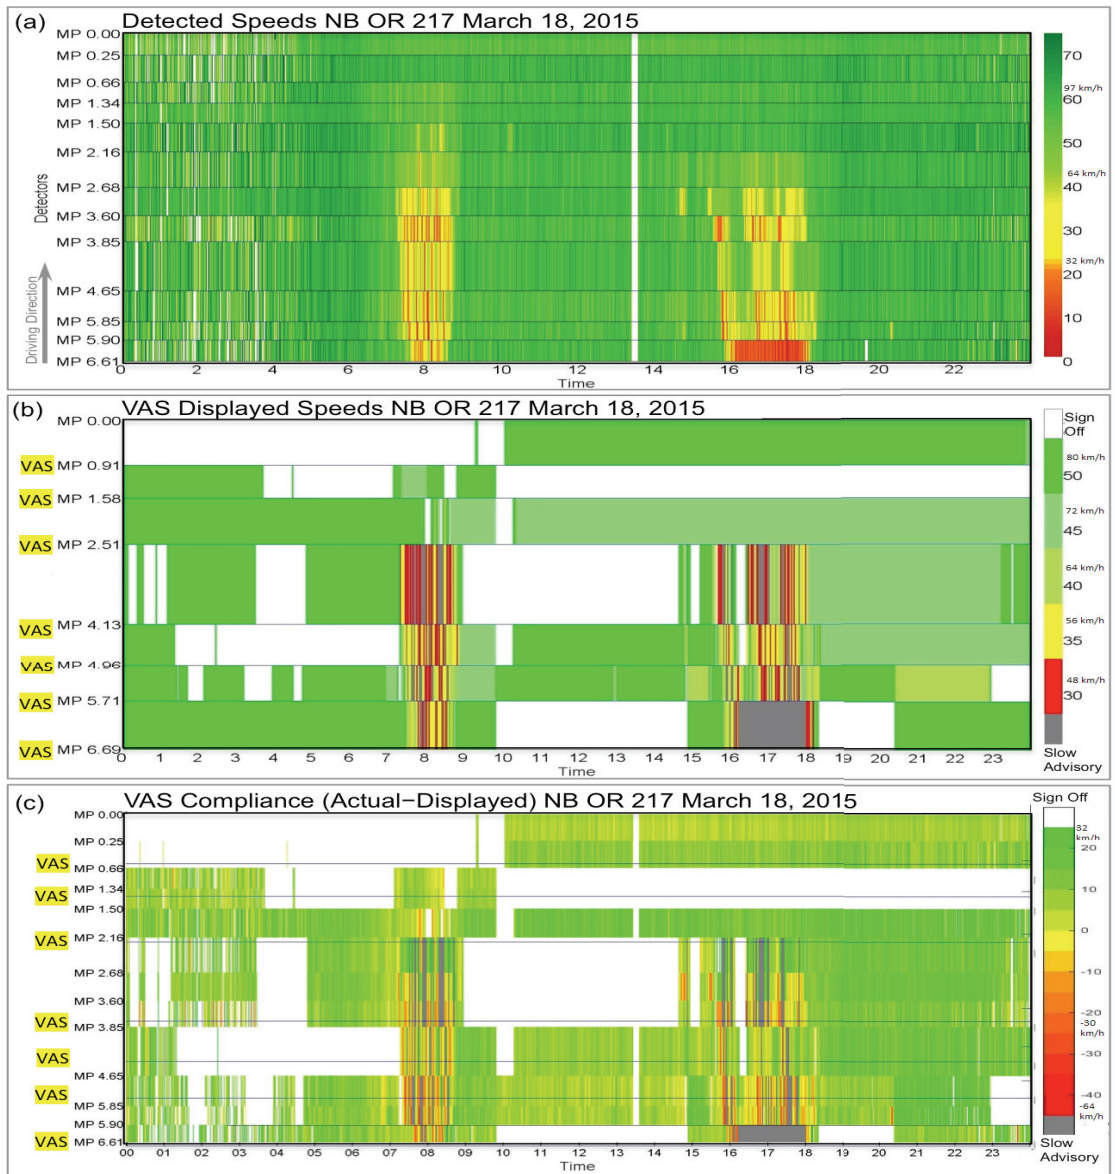 (a) Detected Speeds NB OR 217 March 18, 2015
MP 0.00
MP 0.25
MP 0.66
MP 1.34
MP 1.50
MP 2.16
MP 2.68
MP 3.60
MP 3.85
MP 4.65
MP 5.85
MP 5.90
MP 6.61
Detectors
Driving Direction
0 2 4 6 8 10 12 14 16 18 20 22
Time
70
97 km/h
60
50
64 km/h
40
30
32 km/h
20
10
0
(b) VAS Displayed Speeds NB OR 217 March 18, 2015
MP 0.00
VAS MP 0.91
VAS MP 1.58
VAS MP 2.51
VAS MP 4.13
VAS MP 4.96
VAS MP 5.71
VAS MP 6.69
0 1 2 3 4 5 6 7 8 9 10 11 12 13 14 15 16 17 18 19 20 21 22 23
Time
Sign
Off
80 km/h
50
72 km/h
45
64 km/h
40
56 km/h
35
48 km/h
30
Slow
Advisory
(c) VAS Compliance (Actual−Displayed) NB OR 217 March 18, 2015
MP 0.00
MP 0.25
VAS
MP 0.66
MP 1.34
VAS
MP 1.50
MP 2.16
VAS
MP 2.68
MP 3.60
VAS
MP 3.85
VAS
MP 4.65
VAS
MP 5.85
MP 5.90
VAS
MP 6.61
00 01 02 03 04 05 06 07 08 09 10 11 12 13 14 15 16 17 18 19 20 21 22 23
Time
Sign Off
32
km/h
20
10
0
-10
-20
-30
km/h
-30
-40
-64
km/h
Slow
Advisory